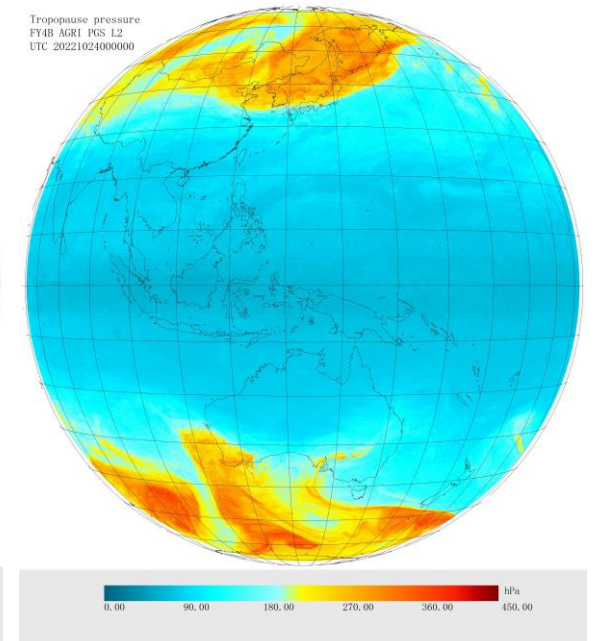 Tropopause pressure
FY4B AGRI PGS L2
UTC 20221024000000
hPa
0.00 90.00 180.00 270.00 360.00 450.00